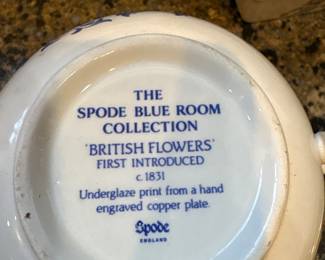 THE
SPODE BLUE ROOM
COLLECTION
'BRITISH FLOWERS'
FIRST INTRODUCED
c.1831
Underglaze print from a hand
engraved copper plate.
Spode
ENGLAND